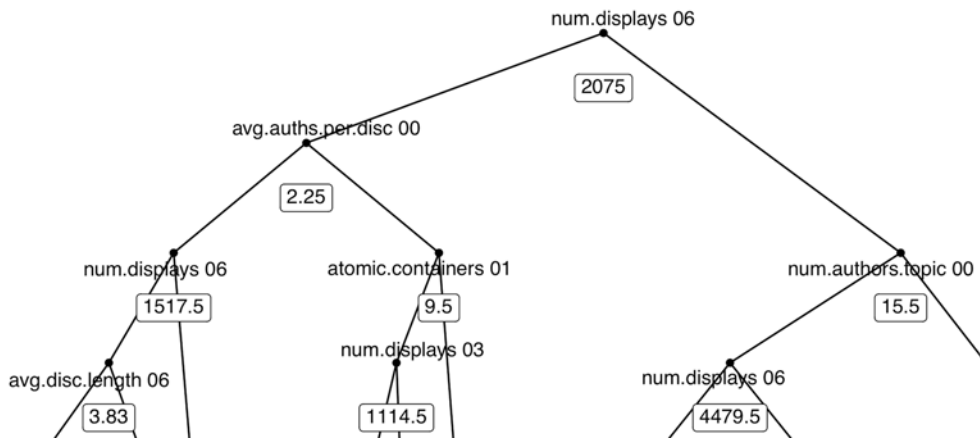 num.displays 06
2075
avg.auths.per.disc 00
2.25
num.displays 06
atomic.containers 01
num.authors.topic 00
1517.5
9.5
15.5
num.displays 03
avg.disc.length 06
num.displays 06
3.83
1114.5
4479.5